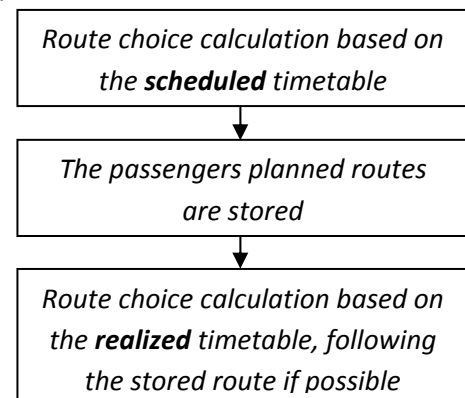 Route choice calculation based on
the scheduled timetable
The passengers planned routes
are stored
Route choice calculation based on
the realized timetable, following
the stored route if possible